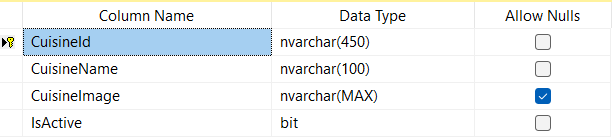 Column Name Data Type Allow Nulls
CuisineId nvarchar(450)
CuisineName nvarchar(100)
CuisineImage nvarchar(MAX)
IsActive bit